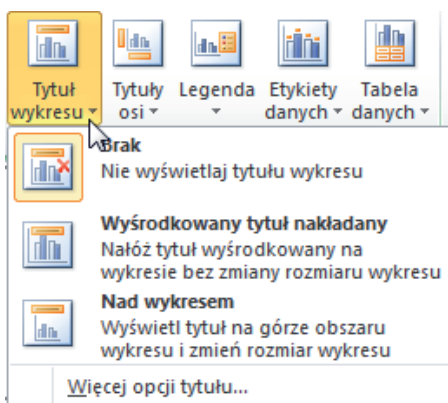 Tytuł Tytuły Legenda Etykiety Tabela
wykresu osi danych danych
Brak
Nie wyświetlaj tytułu wykresu
Wyśrodkowany tytuł nakładany
Nałóż tytuł wyśrodkowany na
wykresie bez zmiany rozmiaru wykresu
Nad wykresem
Wyświetl tytuł na górze obszaru
wykresu i zmień rozmiar wykresu
Więcej opcji tytułu...